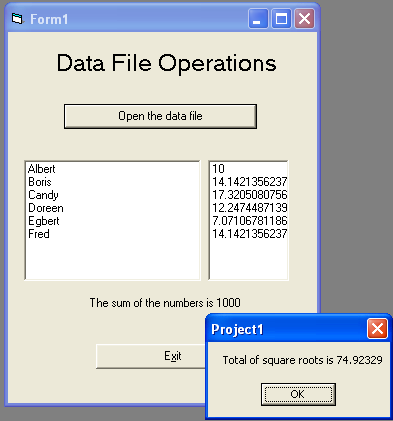 Form1
Data File Operations
Open the data file
Albert 10
Boris 14.1421356237
Candy 17.3205080756
Doreen 12.2474487139
Egbert 7.07106781186
Fred 14.1421356237
The sum of the numbers is 1000
Exit
Project1
Total of square roots is 74.92329
OK